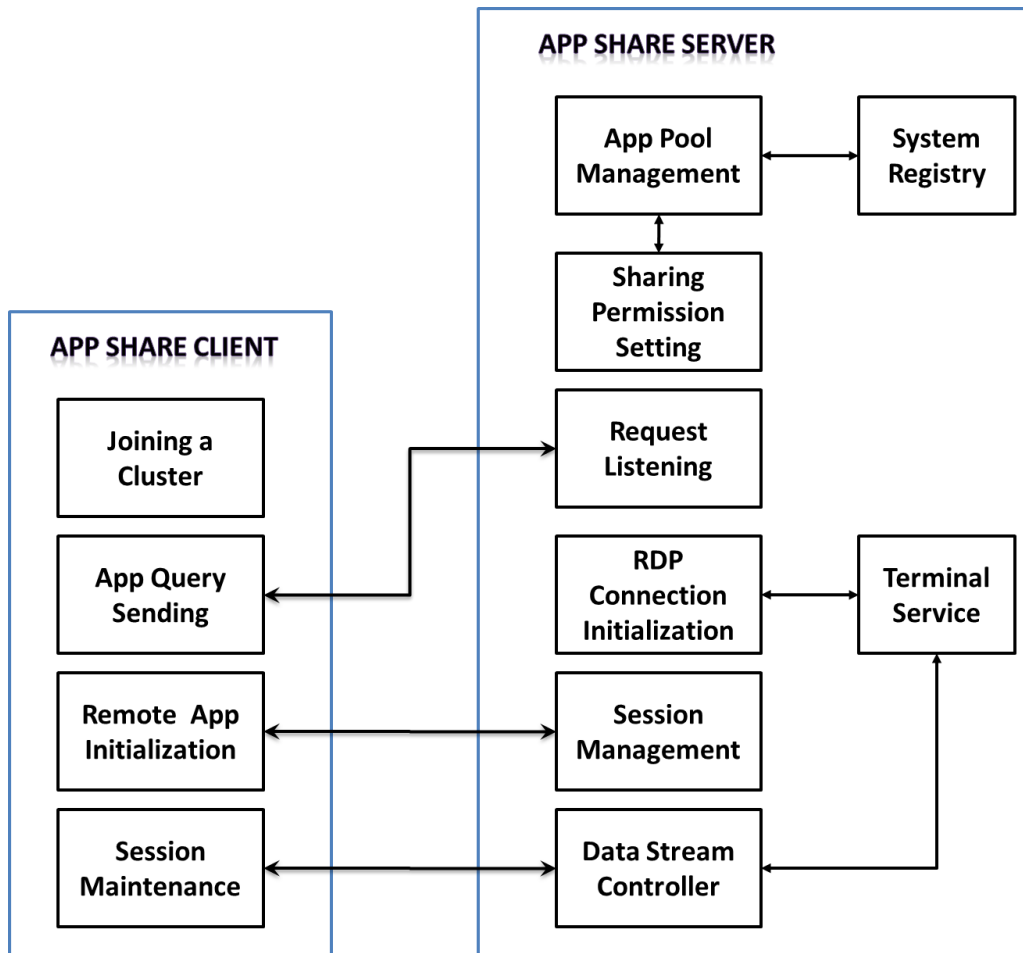 APP SHARE SERVER
App Pool
Management
System
Registry
Sharing
Permission
Setting
APP SHARE CLIENT
Joining a
Cluster
Request
Listening
App Query
Sending
RDP
Connection
Initialization
Terminal
Service
Remote App
Initialization
Session
Management
Session
Maintenance
Data Stream
Controller